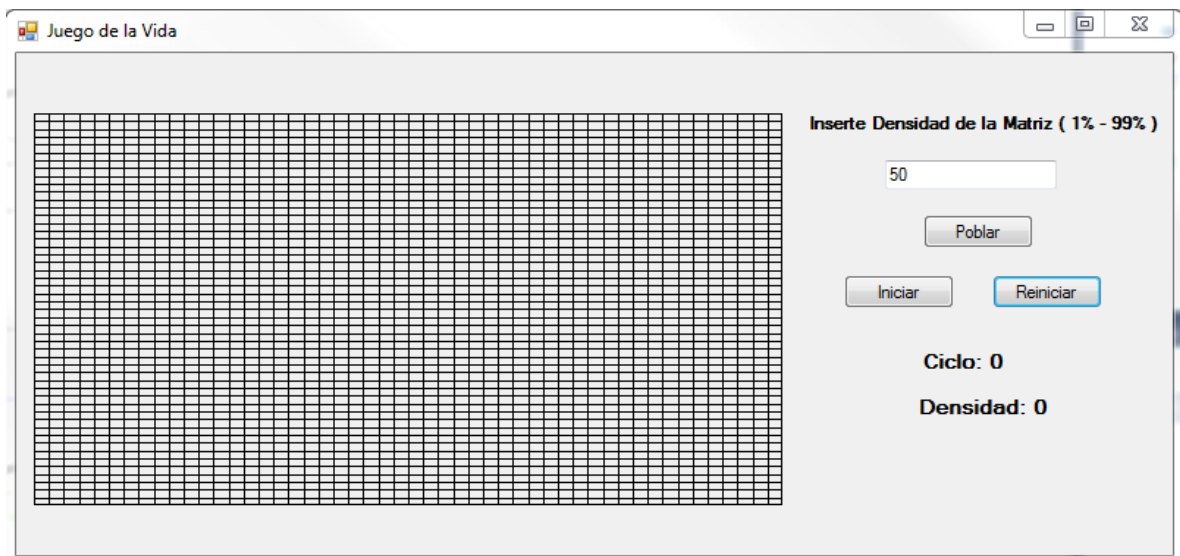 Juego de la Vida
Inserte Densidad de la Matriz ( 1% - 99% )
50
Poblar
Iniciar
Reiniciar
Ciclo: 0
Densidad: 0